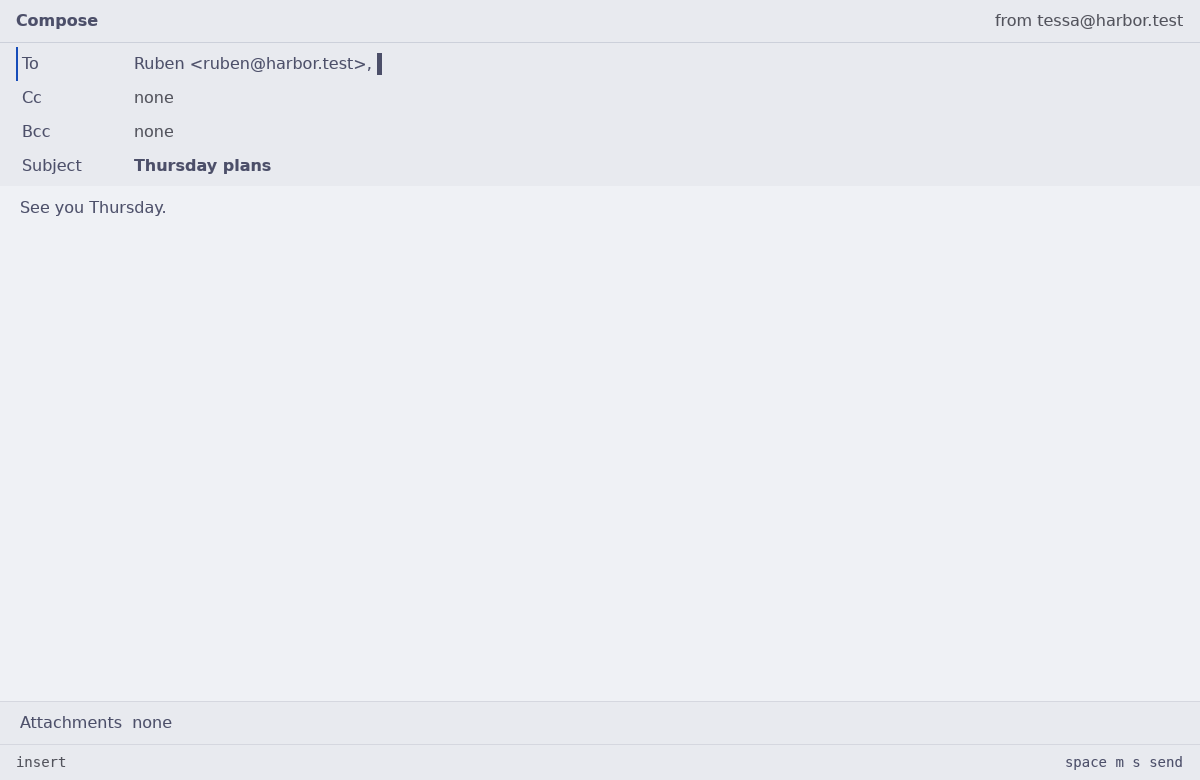 Compose from tessa@harbor.test
To Ruben <ruben@harbor.test>,
Cc none
Bcc none
Subject Thursday plans
See you Thursday.
Attachments none
insert space m s send